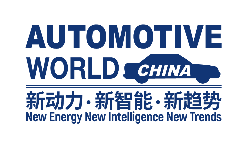 AUTOMOTIVE
WORLD CHINA
新动力·新智能·新趋势
New Energy New Intelligence New Trends